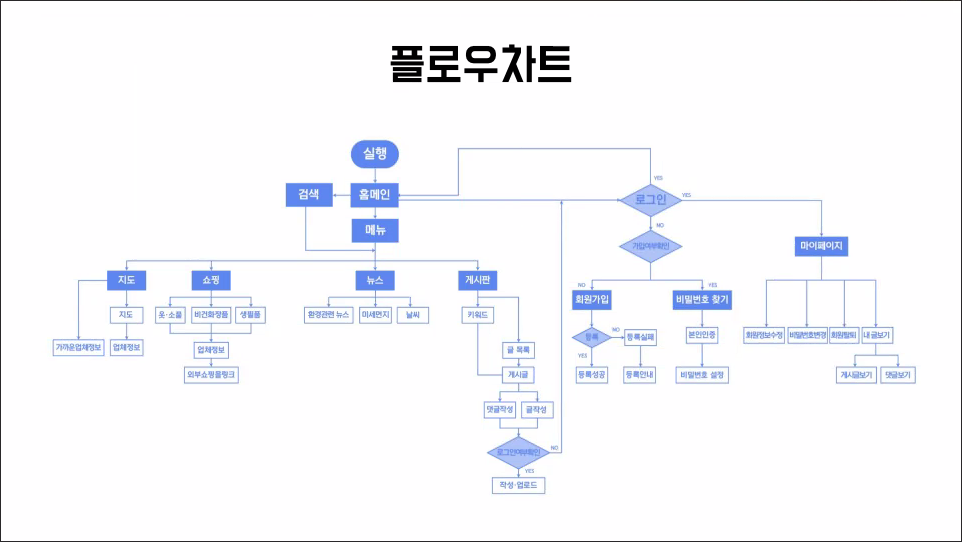 플로우차트
실행
검색
홈메인
메뉴
YES
로그인
YES
NO
가입여부확인
마이페이지
지도
쇼핑
뉴스
게시판
NO
회원가입
YES
비밀번호 찾기
지도
옷·소품
비건화장품
생필품
환경관련 뉴스
미세먼지
날씨
키워드
등록
NO
등록실패
본인인증
회원정보수정
비밀번호변경
회원탈퇴
내 글보기
가까운업체정보
업체정보
업체정보
글 목록
YES
외부쇼핑몰링크
게시글
등록성공
등록안내
비밀번호 설정
게시글보기
댓글보기
댓글작성
글작성
로그인여부확인
NO
YES
작성·업로드